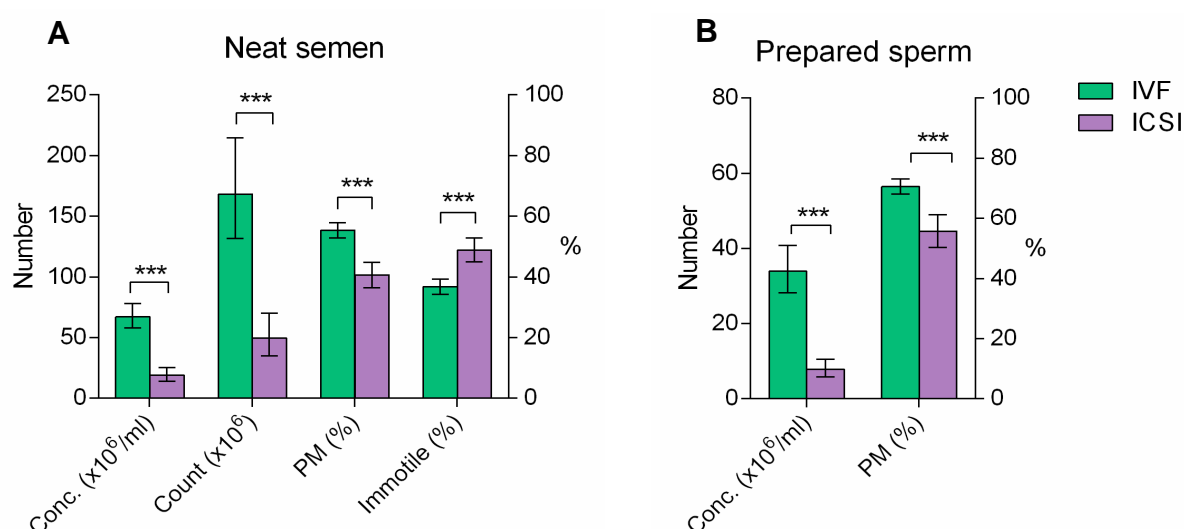 A
Neat semen
Number
250
200
150
100
50
0
***
***
***
***
100
80
60
40
20
0
%
Conc. (x10⁶/ml)
Count (x10⁶)
PM (%)
Immotile (%)
B
Prepared sperm
Number
80
60
40
20
0
***
***
100
80
60
40
20
0
%
Conc. (x10⁶/ml)
PM (%)
IVF
ICSI